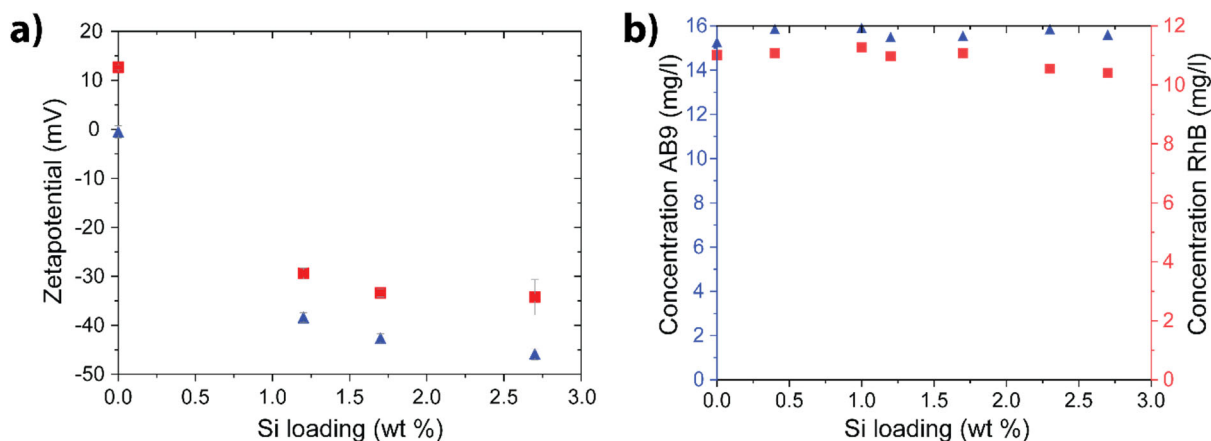 a)
Zetapotential (mV)
20
10
0
-10
-20
-30
-40
-50
0.0 0.5 1.0 1.5 2.0 2.5 3.0
Si loading (wt %)
b)
Concentration AB9 (mg/l)
16
14
12
10
8
6
4
2
0
0.0 0.5 1.0 1.5 2.0 2.5 3.0
Si loading (wt %)
12
10
8
6
4
2
0
Concentration RhB (mg/l)